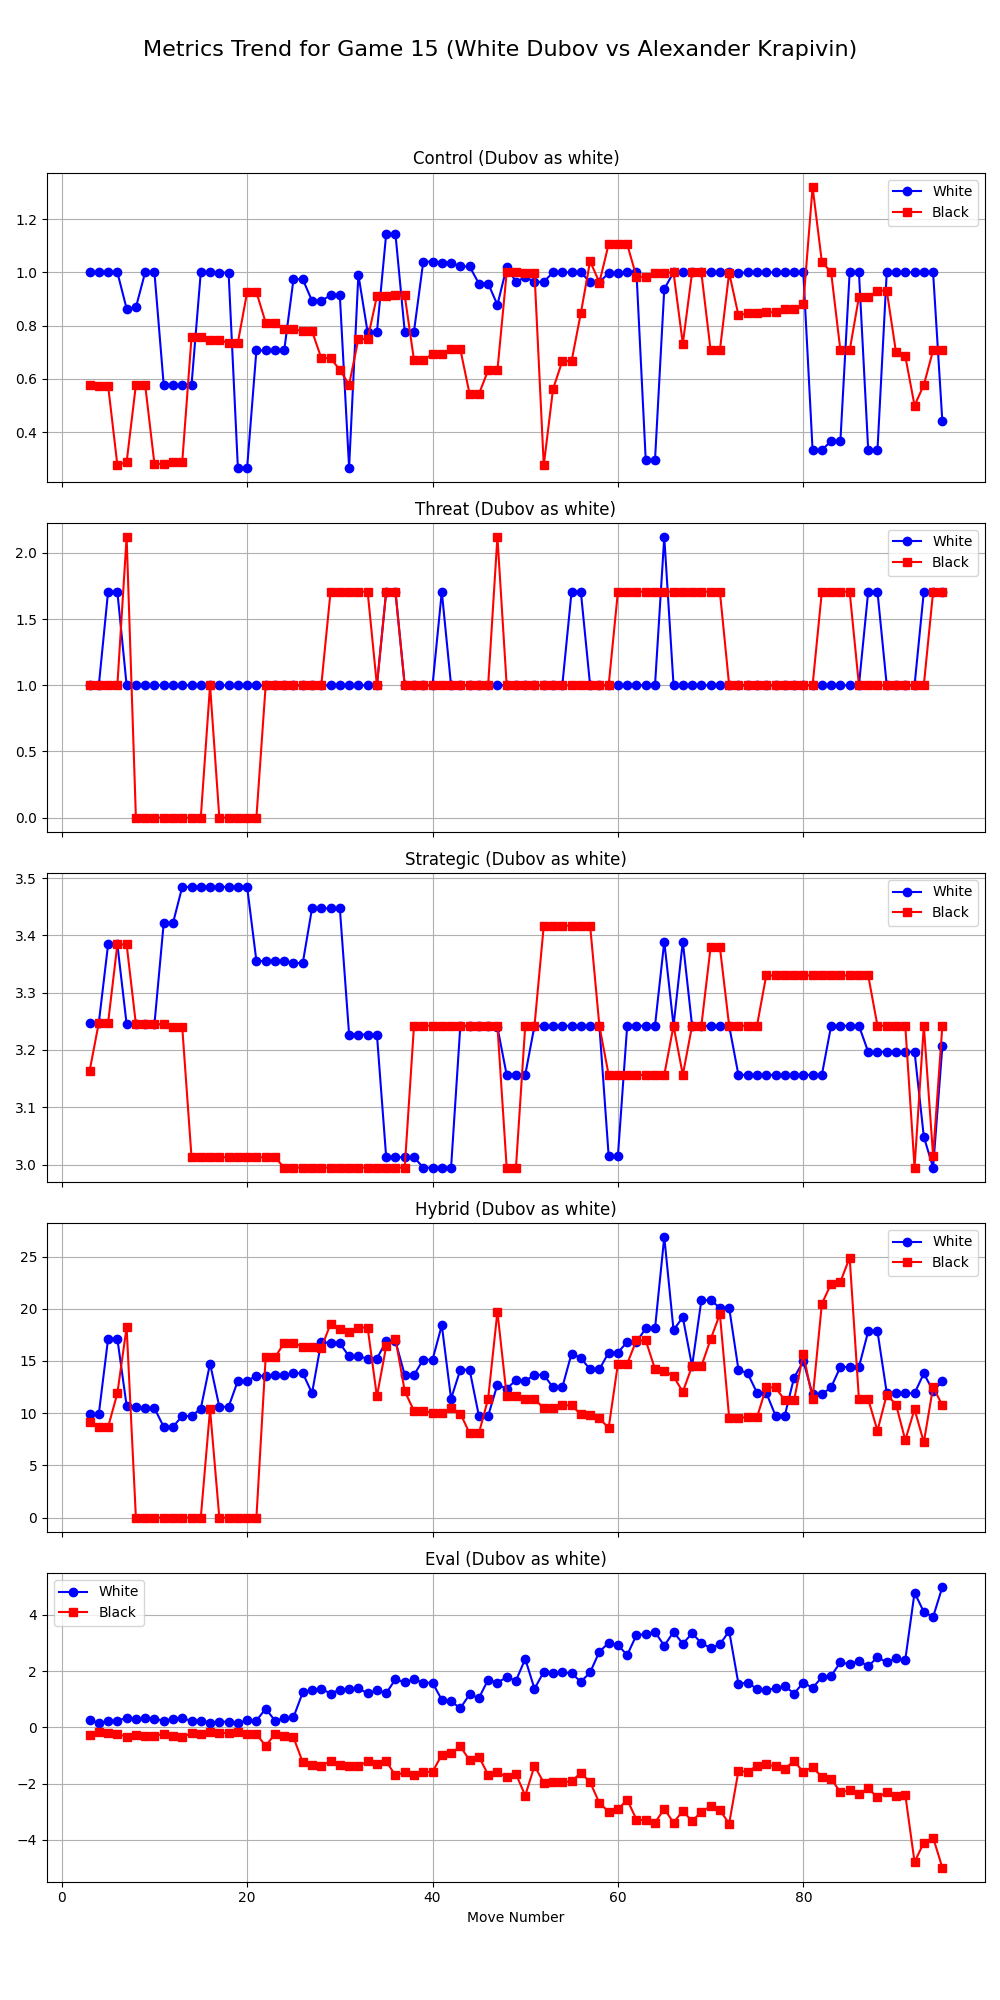 Metrics Trend for Game 15 (White Dubov vs Alexander Krapivin)
Control (Dubov as white)
White
Black
1.2
1.0
0.8
0.6
0.4
Threat (Dubov as white)
White
Black
2.0
1.5
1.0
0.5
0.0
Strategic (Dubov as white)
White
Black
3.5
3.4
3.3
3.2
3.1
3.0
Hybrid (Dubov as white)
White
Black
25
20
15
10
5
0
Eval (Dubov as white)
White
Black
4
2
0
−2
−4
0 20 40 60 80
Move Number